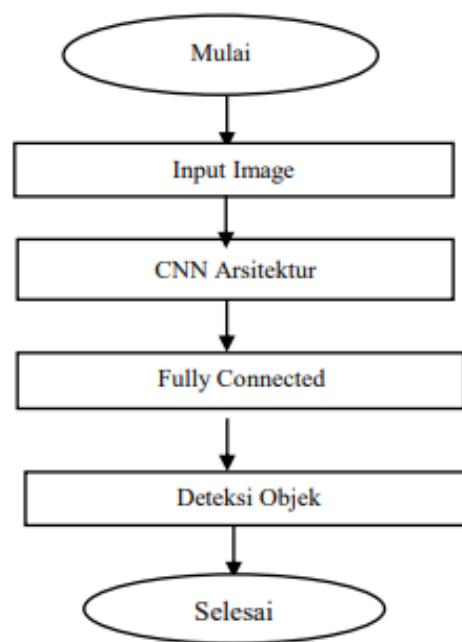 Mulai
Input Image
CNN Arsitektur
Fully Connected
Deteksi Objek
Selesai